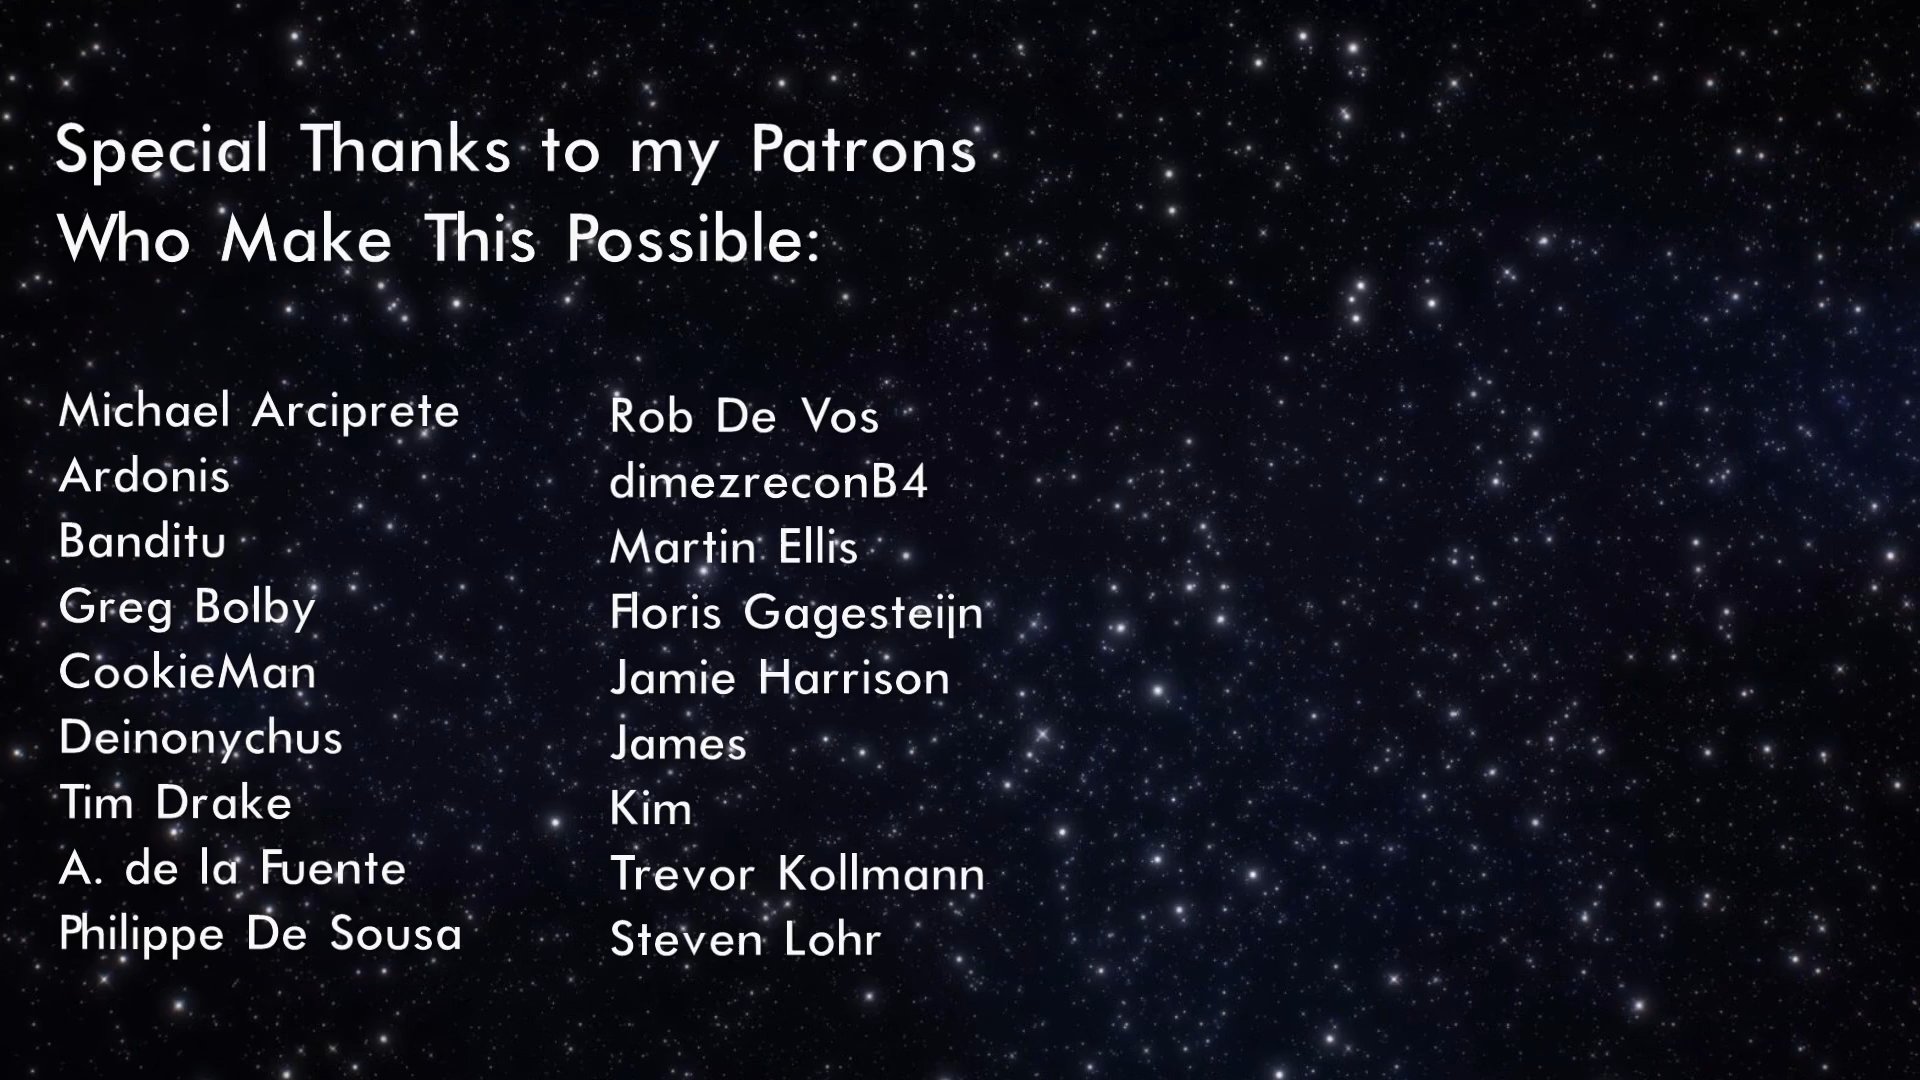 Special Thanks to my Patrons
Who Make This Possible:
Michael Arciprete
Ardonis
Banditu
Greg Bolby
CookieMan
Deinonychus
Tim Drake
A. de la Fuente
Philippe De Sousa
Rob De Vos
dimezreconB4
Martin Ellis
Floris Gagesteijn
Jamie Harrison
James
Kim
Trevor Kollmann
Steven Lohr